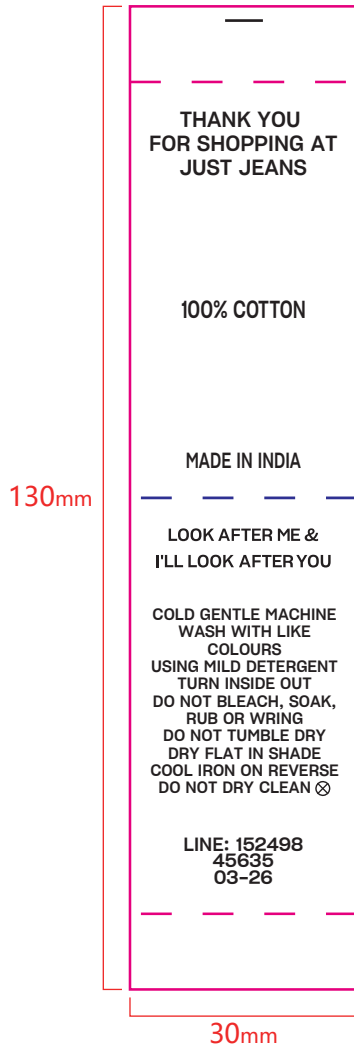 THANK YOU
FOR SHOPPING AT
JUST JEANS
100% COTTON
MADE IN INDIA
130mm
LOOK AFTER ME &
I'LL LOOK AFTER YOU
COLD GENTLE MACHINE
WASH WITH LIKE
COLOURS
USING MILD DETERGENT
TURN INSIDE OUT
DO NOT BLEACH, SOAK,
RUB OR WRING
DO NOT TUMBLE DRY
DRY FLAT IN SHADE
COOL IRON ON REVERSE
DO NOT DRY CLEAN ⊗
LINE: 152498
45635
03-26
30mm